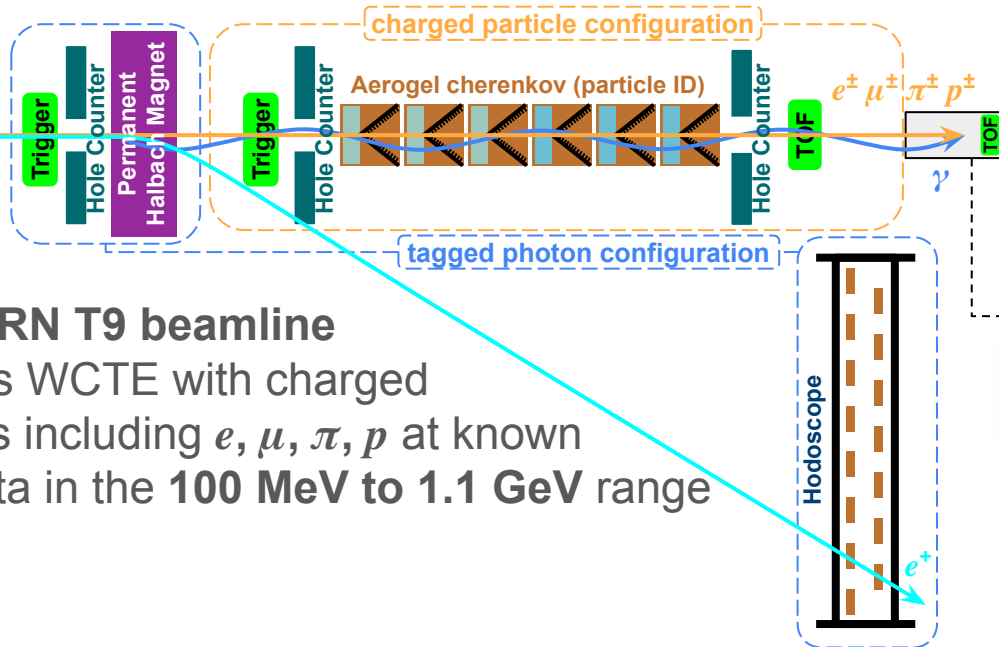 charged particle configuration
Trigger
Hole Counter
Permanent
Halbach Magnet
Trigger
Hole Counter
Aerogel cherenkov (particle ID)
Hole Counter
TOF
e± μ± π± p±
TOF
γ
tagged photon configuration
RN T9 beamline
s WCTE with charged
s including e, μ, π, p at known
ta in the 100 MeV to 1.1 GeV range
Hodoscope
e+